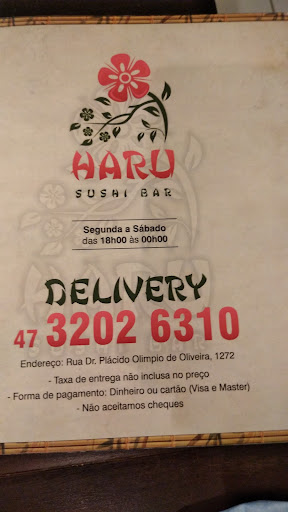 HARU
SUSHI BAR
Segunda a Sábado
das 18h00 às 00h00
DELIVERY
47 3202 6310
Endereço: Rua Dr. Plácido Olimpio de Oliveira, 1272
- Taxa de entrega não inclusa no preço
- Forma de pagamento: Dinheiro ou cartão (Visa e Master)
- Não aceitamos cheques